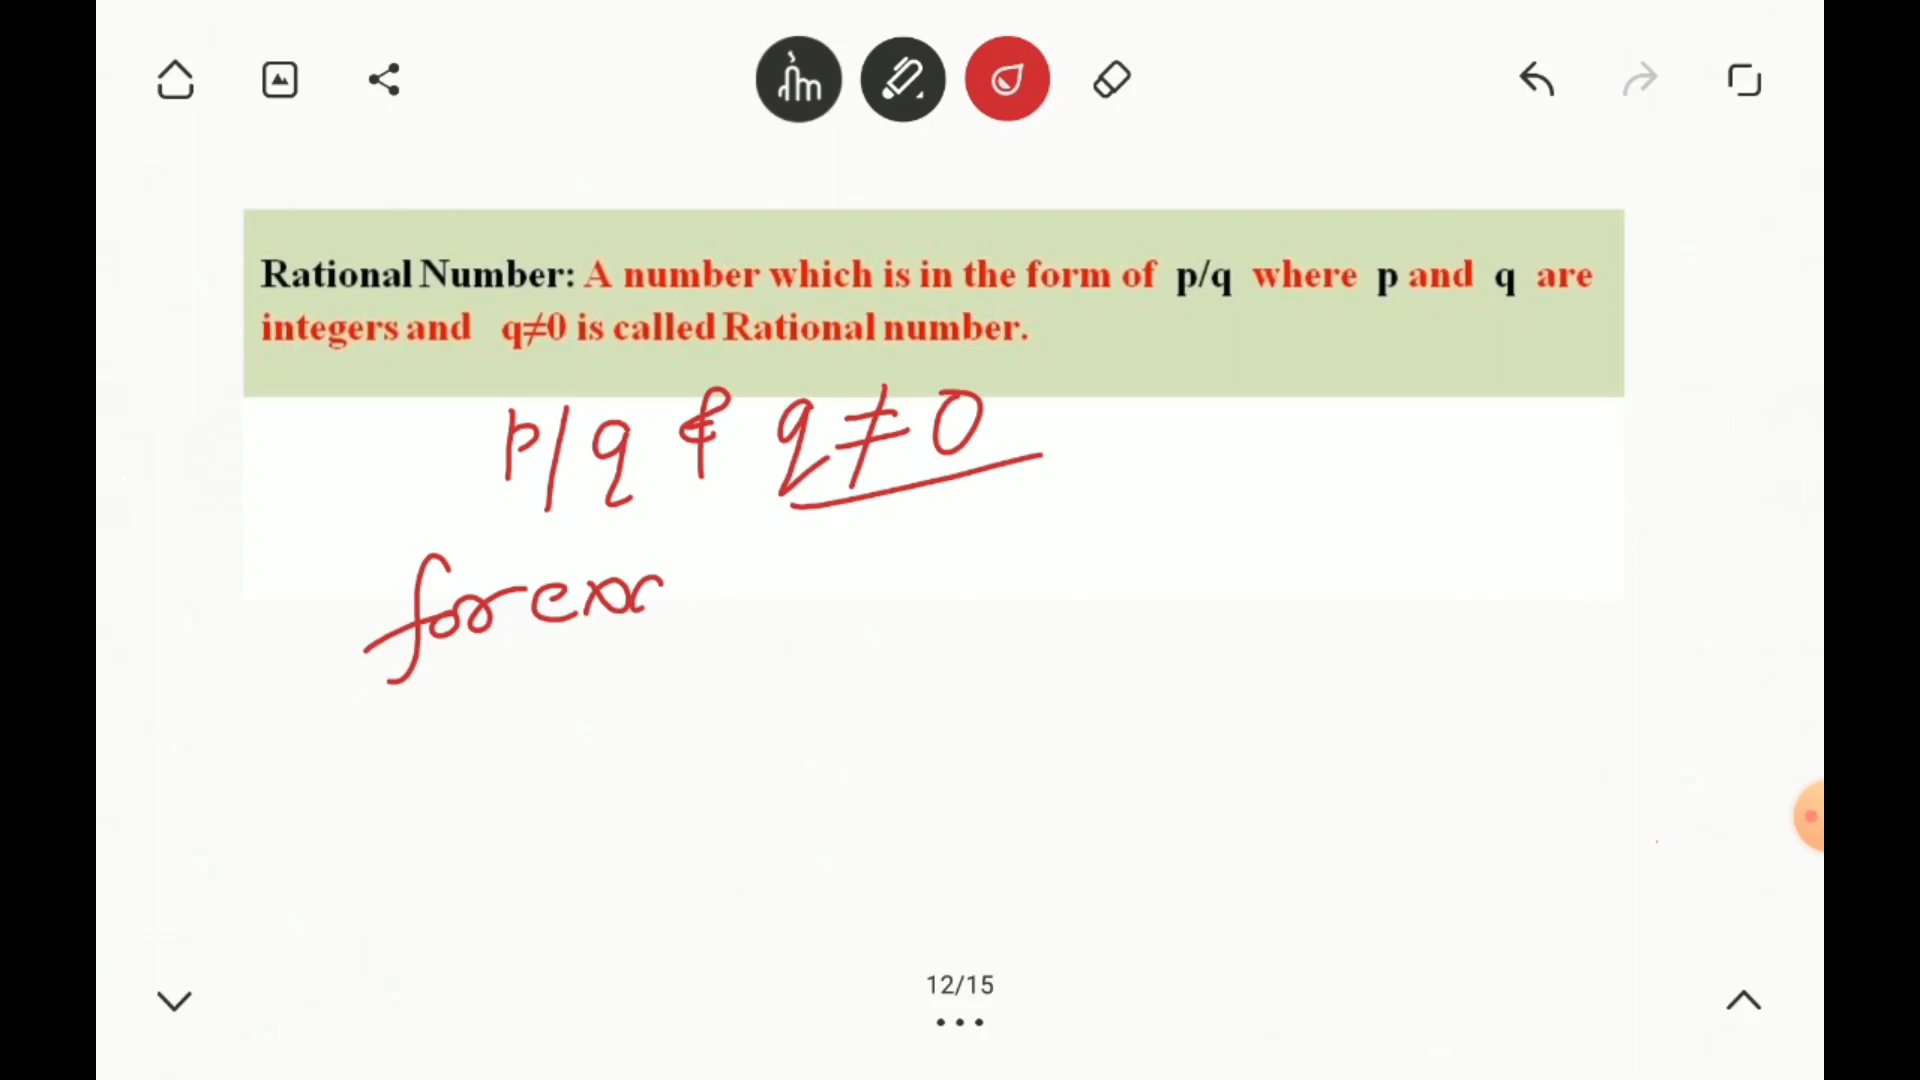 Rational Number: A number which is in the form of p/q where p and q are
integers and q≠0 is called Rational number.
p/q & q≠0
for exa
12/15